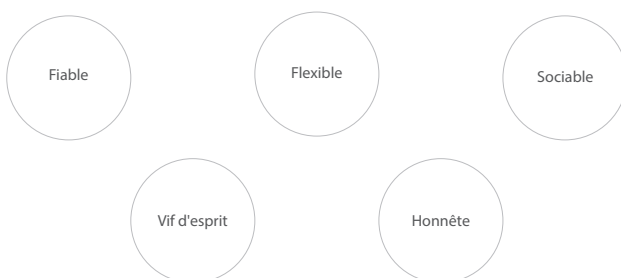 Fiable
Flexible
Sociable
Vif d'esprit
Honnête